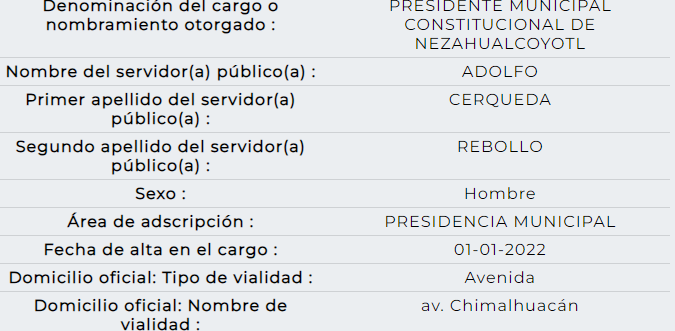 Denominación del cargo o
nombramiento otorgado :
PRESIDENTE MUNICIPAL
CONSTITUCIONAL DE
NEZAHUALCOYOTL
Nombre del servidor(a) público(a) :
ADOLFO
Primer apellido del servidor(a)
público(a) :
CERQUEDA
Segundo apellido del servidor(a)
público(a) :
REBOLLO
Sexo :
Hombre
Área de adscripción :
PRESIDENCIA MUNICIPAL
Fecha de alta en el cargo :
01-01-2022
Domicilio oficial: Tipo de vialidad :
Avenida
Domicilio oficial: Nombre de
vialidad :
av. Chimalhuacán